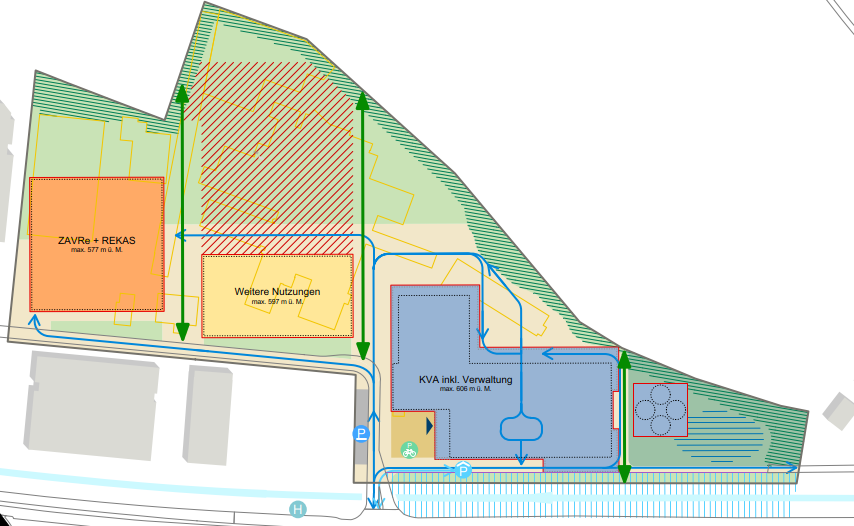 ZAVRe + REKAS
max. 577 m ü. M.
Weitere Nutzungen
max. 597 m ü. M.
KVA inkl. Verwaltung
max. 606 m ü. M.
P
P
P
H